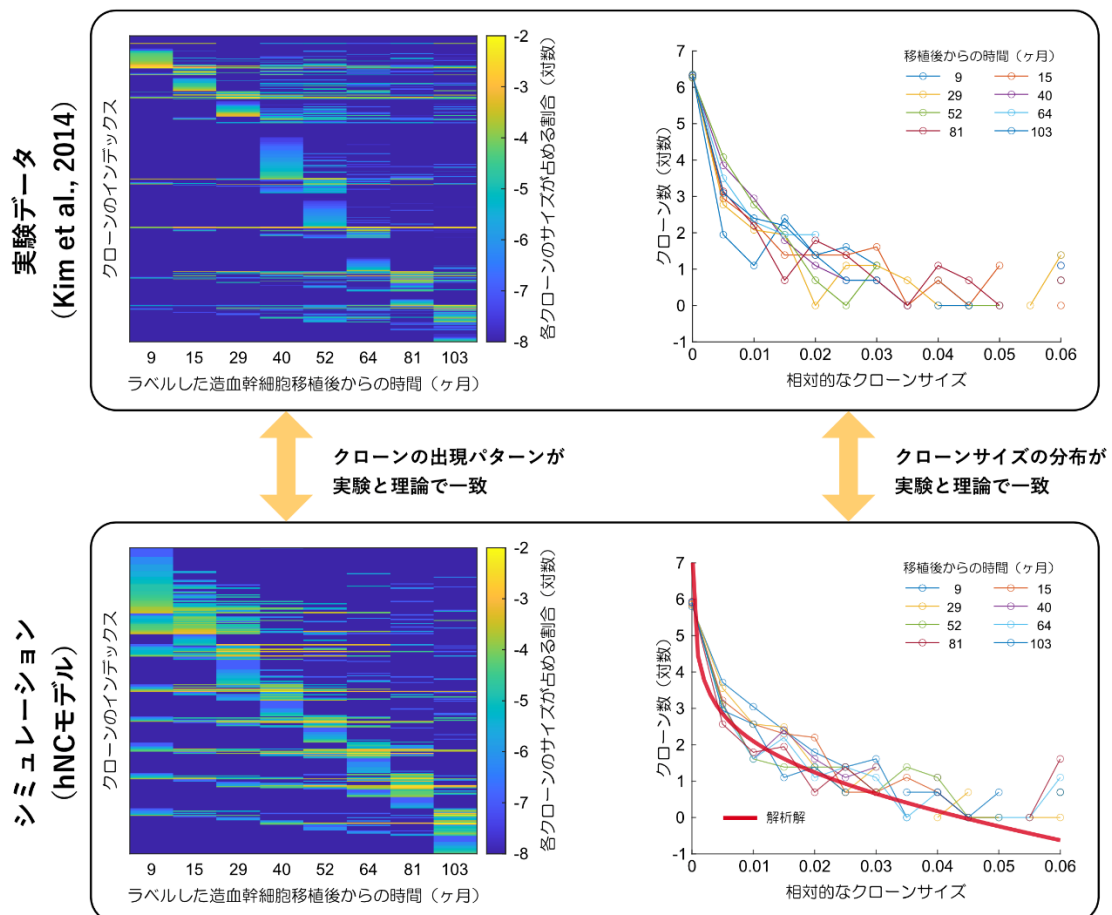 実験データ
(Kim et al., 2014)
クローンのインデックス
9 15 29 40 52 64 81 103
ラベルした造血幹細胞移植後からの時間（ヶ月）
-2
-3
-4
-5
-6
-7
-8
各クローンのサイズが占める割合（対数）
クローン数（対数）
7
6
5
4
3
2
1
0
-1
移植後からの時間（ヶ月）
9 15
29 40
52 64
81 103
0 0.01 0.02 0.03 0.04 0.05 0.06
相対的なクローンサイズ
クローンの出現パターンが
実験と理論で一致
クローンサイズの分布が
実験と理論で一致
シミュレーション
(hNCモデル)
クローンのインデックス
9 15 29 40 52 64 81 103
ラベルした造血幹細胞移植後からの時間（ヶ月）
-2
-3
-4
-5
-6
-7
-8
各クローンのサイズが占める割合（対数）
クローン数（対数）
7
6
5
4
3
2
1
0
-1
移植後からの時間（ヶ月）
9 15
29 40
52 64
81 103
解析解
0 0.01 0.02 0.03 0.04 0.05 0.06
相対的なクローンサイズ